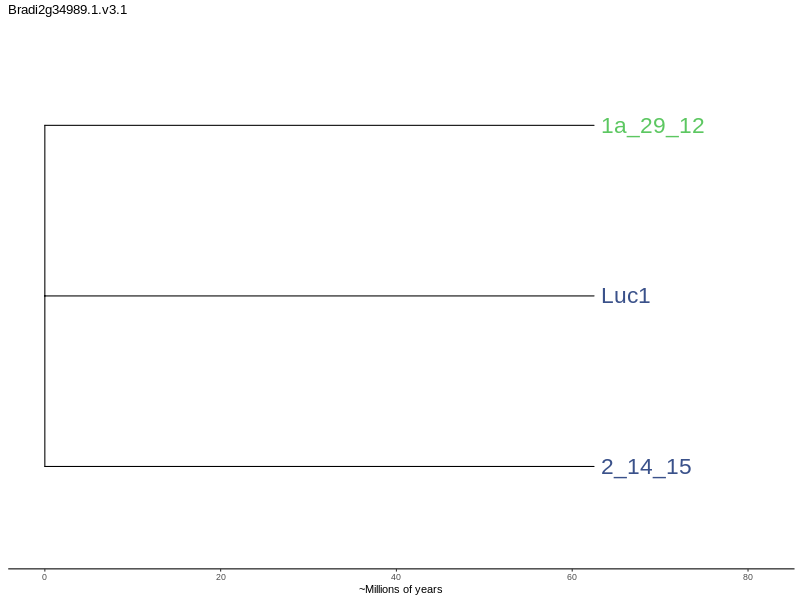 Bradi2g34989.1.v3.1
1a_29_12
Luc1
2_14_15
0 20 40 60 80
~Millions of years